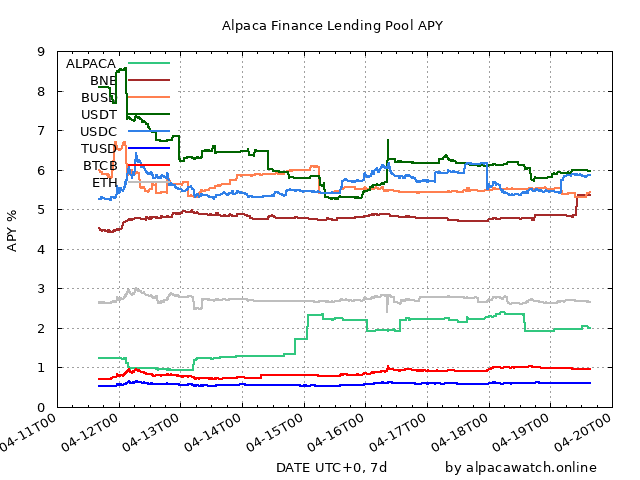 Alpaca Finance Lending Pool APY
9
8
7
6
5
4
3
2
1
0
APY %
ALPACA
BNB
BUSD
USDT
USDC
TUSD
BTCB
ETH
04-11T00
04-12T00
04-13T00
04-14T00
04-15T00
04-16T00
04-17T00
04-18T00
04-19T00
04-20T00
DATE UTC+0, 7d
by alpacawatch.online